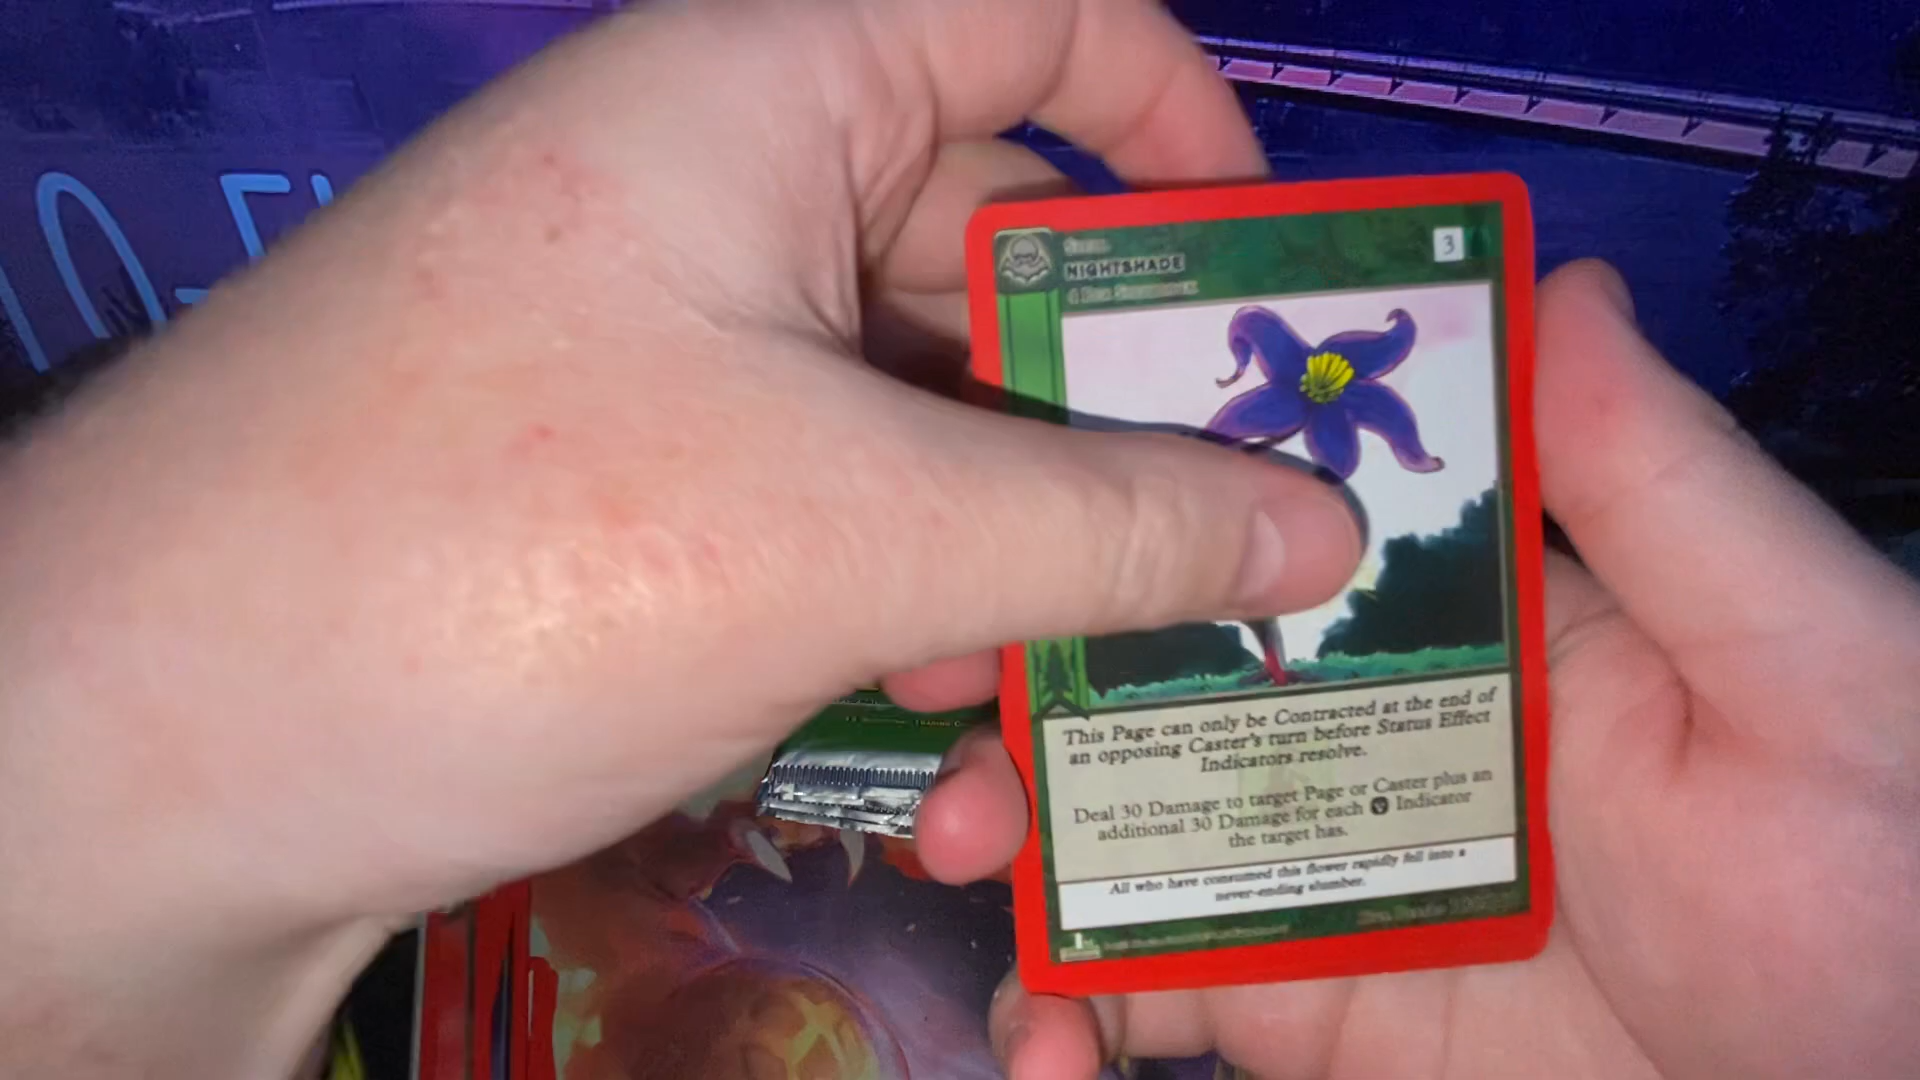 NIGHTSHADE
3
This Page can only be Contracted at the end of
an opposing Caster's turn before Status Effect
Indicators resolve.
Deal 30 Damage to target Page or Caster plus an
additional 30 Damage for each Indicator
the target has.
All who have consumed this flower rapidly fell into a
never-ending slumber.